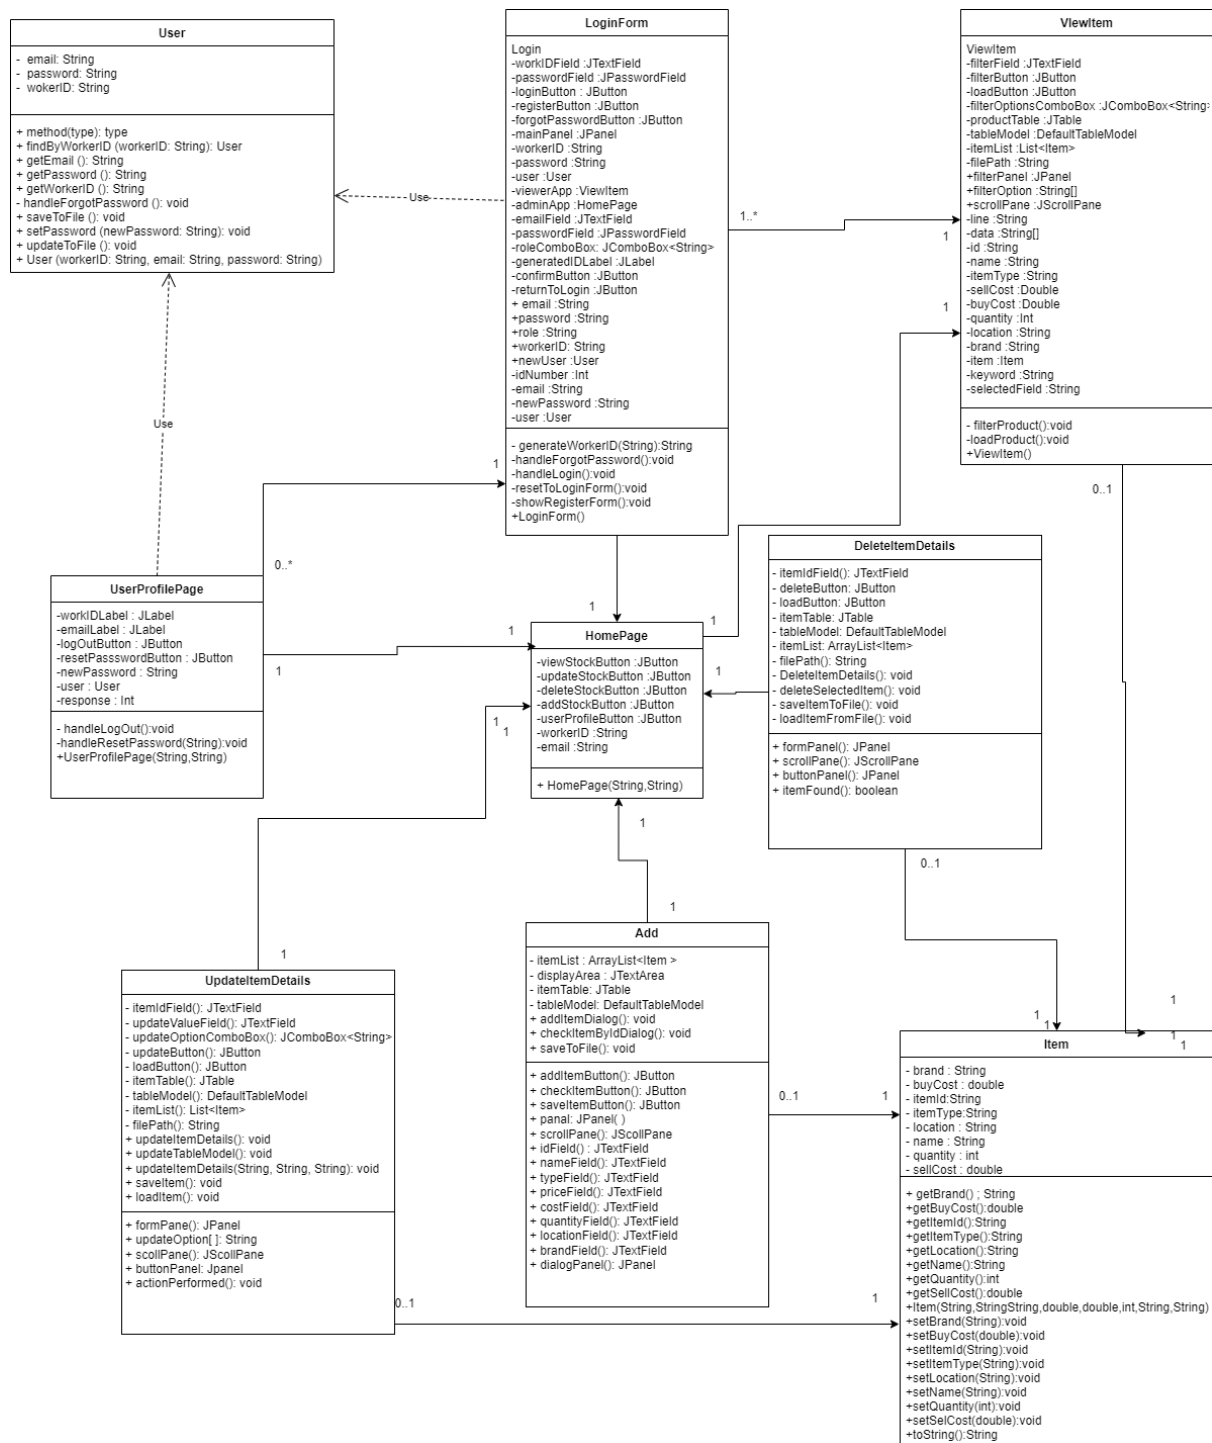 User
- email: String
- password: String
- wokerID: String
+ method(type): type
+ findByWorkerID (workerID: String): User
+ getEmail (): String
+ getPassword (): String
+ getWorkerID (): String
- handleForgotPassword (): void
+ saveToFile (): void
+ setPassword (newPassword: String): void
+ updateToFile (): void
+ User (workerID: String, email: String, password: String)
LoginForm
Login
-workIDField :JTextField
-passwordField :JPasswordField
-loginButton : JButton
-registerButton :JButton
-forgotPasswordButton :JButton
-mainPanel :JPanel
-workerID :String
-password :String
-user :User
-viewerApp :ViewItem
-adminApp :HomePage
-emailField :JTextField
-passwordField :JPasswordField
-roleComboBox: JComboBox<String>
-generatedIDLabel :JLabel
-confirmButton :JButton
-returnToLogin :JButton
+ email :String
+password :String
+role :String
+workerID: String
+newUser :User
-idNumber :Int
-email :String
-newPassword :String
-user :User
- generateWorkerID(String):String
-handleForgotPassword():void
-handleLogin():void
-resetToLoginForm():void
-showRegisterForm():void
+LoginForm()
ViewItem
ViewItem
-filterField :JTextField
-filterButton :JButton
-loadButton :JButton
-filterOptionsComboBox :JComboBox<String>
-productTable :JTable
-tableModel :DefaultTableModel
-itemList :List<Item>
-filePath :String
+filterPanel :JPanel
+filterOption :String[]
+scrollPane :JScrollPane
-line :String
-data :String[]
-id :String
-name :String
-itemType :String
-sellCost :Double
-buyCost :Double
-quantity :Int
-location :String
-brand :String
-item :Item
-keyword :String
-selectedField :String
- filterProduct():void
-loadProduct():void
+ViewItem()
Use
Use
1..*
1
1
1
0..*
0..1
UserProfilePage
-workIDLabel : JLabel
-emailLabel :JLabel
-logOutButton :JButton
-resetPassswordButton : JButton
-newPassword : String
-user : User
-response : Int
- handleLogOut():void
-handleResetPassword(String):void
+UserProfilePage(String,String)
1
1
1
1
1
1
1
HomePage
-viewStockButton :JButton
-updateStockButton :JButton
-deleteStockButton :JButton
-addStockButton :JButton
-userProfileButton :JButton
-workerID :String
-email :String
+ HomePage(String,String)
DeleteItemDetails
- itemIdField(): JTextField
- deleteButton: JButton
- loadButton: JButton
- itemTable: JTable
- tableModel: DefaultTableModel
- itemList: ArrayList<Item>
- filePath(): String
- DeleteItemDetails(): void
- deleteSelectedItem(): void
- saveItemToFile(): void
- loadItemFromFile(): void
+ formPanel(): JPanel
+ scrollPane(): JScrollPane
+ buttonPanel(): JPanel
+ itemFound(): boolean
1
0..1
1
1
UpdateItemDetails
- itemIdField(): JTextField
- updateValueField(): JTextField
- updateOptionComboBox(): JComboBox<String>
- updateButton(): JButton
- loadButton(): JButton
- itemTable(): JTable
- tableModel(): DefaultTableModel
- itemList(): List<Item>
- filePath(): String
+ updateItemDetails(): void
+ updateTableModel(): void
+ updateItemDetails(String, String, String): void
+ saveItem(): void
+ loadItem(): void
+ formPane(): JPanel
+ updateOption[ ]: String
+ scollPane(): JScollPane
+ buttonPanel: Jpanel
+ actionPerformed(): void
Add
- itemList : ArrayList<Item >
- displayArea : JTextArea
- itemTable: JTable
- tableModel: DefaultTableModel
+ addItemDialog(): void
+ checkItemByIdDialog(): void
+ saveToFile(): void
+ addItemButton(): JButton
+ checkItemButton(): JButton
+ saveItemButton(): JButton
+ panal: JPanel( )
+ scrollPane(): JScollPane
+ idField() : JTextField
+ nameField(): JTextField
+ typeField(): JTextField
+ priceField(): JTextField
+ costField(): JTextField
+ quantityField(): JTextField
+ locationField(): JTextField
+ brandField(): JTextField
+ dialogPanel(): JPanel
0..1
1
0..1
1
1
1
1
1
1
Item
- brand : String
- buyCost : double
- itemId:String
- itemType:String
- location : String
- name : String
- quantity : int
- sellCost : double
+ getBrand() ; String
+getBuyCost():double
+getItemId():String
+getItemType():String
+getLocation():String
+getName():String
+getQuantity():int
+getSellCost():double
+Item(String,StringString,double,double,int,String,String)
+setBrand(String):void
+setBuyCost(double):void
+setItemId(String):void
+setItemType(String):void
+setLocation(String):void
+setName(String):void
+setQuantity(int):void
+setSelCost(double):void
+toString():String